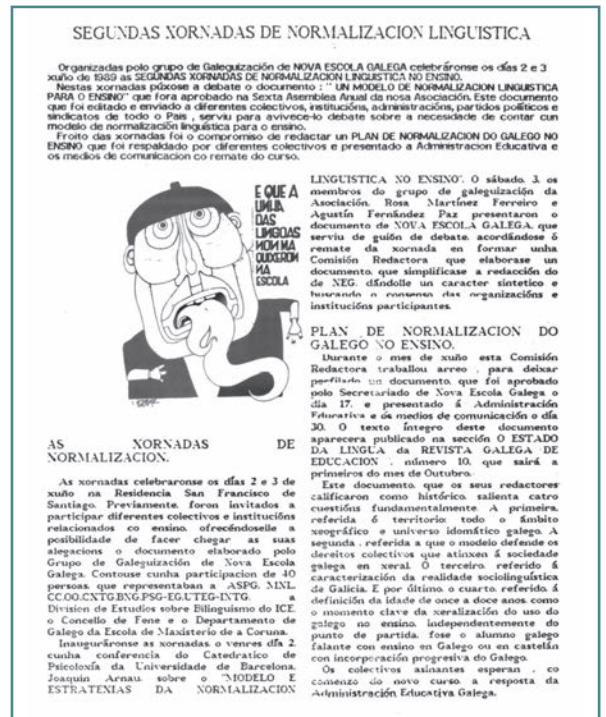 SEGUNDAS XORNADAS DE NORMALIZACION LINGUISTICA
Organizadas polo grupo de Galeguización de NOVA ESCOLA GALEGA celebráronse os días 2 e 3
xuño de 1989 as SEGUNDAS XORNADAS DE NORMALIZACION LINGUISTICA NO ENSINO.
Nestas xornadas púxose a debate o documento : " UN MODELO DE NORMALIZACION LINGUISTICA
PARA O ENSINO" que fora aprobado na Sexta Asemblea Anual da nosa Asociación. Este documento
que foi editado e enviado a diferentes colectivos, institucións, administracións, partidos políticos e
sindicatos de todo o Pais , serviu para avivece-lo debate sobre a necesidade de contar cun
modelo de normalización linguística para o ensino.
Froito das xornadas foi o compromiso de redactar un PLAN DE NORMALIZACION DO GALEGO NO
ENSINO que foi respaldado por diferentes colectivos e presentado a Administracion Educativa e
os medios de comunicacion co remate do curso.
E QUE A
UNHA
DAS
LINGOAS
NON MA
QUIXERON
NA
ESCOLA
AS XORNADAS DE
NORMALIZACION.
As xornadas celebraronse os días 2 e 3 de
xuño na Residencia San Francisco de
Santiago. Previamente, foron invitados a
participar diferentes colectivos e institucións
relacionados co ensino, ofrecéndoselle a
posibilidade de facer chegar as suas
alegacions o documento elaborado polo
Grupo de Galeguización de Nova Escola
Galega. Contouse cunha participacion de 40
persoas, que representaban a ASPG, MNL,
CC.OO,CXTG,BNG,PSG-EG,UTEG-INTG, a
Division de Estudios sobre Bilinguismo do ICE,
o Concello de Fene e o Departamento de
Galego da Escola de Maxisterio de a Coruna.
Inauguráronse as xornadas, o venres día 2,
cunha conferencia do Catedratico de
Psicoloxía da Universidade de Barcelona,
Joaquin Arnau, sobre o "MODELO E
ESTRATEXIAS DA NORMALIZACION
LINGUISTICA NO ENSINO". O sábado, 3, os
membros do grupo de galeguización da
Asociación, Rosa Martínez Ferreiro e
Agustín Fernández Paz presentaron o
documento de NOVA ESCOLA GALEGA, que
serviu de guión de debate, acordándose ó
remate da xornada en formar unha
Comisión Redactora que elaborase un
documento, que simplificase a redacción do
de NEG, dándolle un caracter sintetico e
buscando o consenso das organizacións e
institucións participantes.
PLAN DE NORMALIZACION DO
GALEGO NO ENSINO.
Durante o mes de xuño esta Comisión
Redactora traballou arreo , para deixar
perfilado un documento, que foi aprobado
polo Secretariado de Nova Escola Galega o
día 17, e presentado á Administración
Educativa e ós medios de comunicación o día
30. O texto íntegro deste documento
aparecera publicado na sección O ESTADO
DA LINGUA da REVISTA GALEGA DE
EDUCACION , número 10, que sairá a
primeiros do mes de Outubro.
Este documento, que os seus redactores
calificaron como histórico, salienta catro
cuestións fundamentalmente. A primeira,
referida ó territorio: todo o ámbito
xeográfico e universo idomático galego. A
segunda , referida a que o modelo defende os
dereitos colectivos que atinxen á sociedade
galega en xeral. O terceiro, referido á
caracterización da realidade sociolinguística
de Galicia. E, por último, o cuarto, referido, á
definición da idade de once a doce anos, como
o momento clave da xeralización do uso do
galego no ensino, independentemente do
punto de partida, fose o alumno galego
falante con ensino en Galego ou en castelán
con incorporación progresiva do Galego.
Os colectivos asinantes esperan , co
comenzo do novo curso, a resposta da
Administración Educativa Galega.